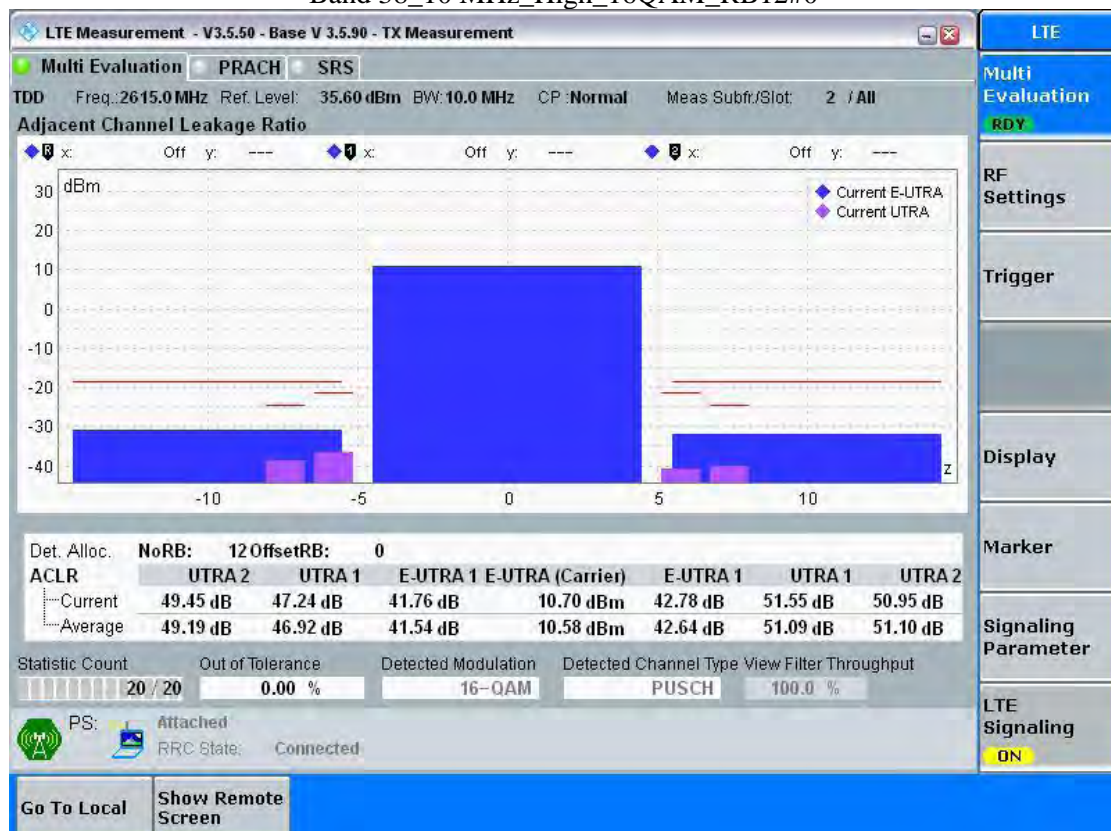 LTE Measurement - V3.5.50 - Base V 3.5.90 - TX Measurement
LTE
Multi Evaluation PRACH SRS
TDD Freq.:2615.0 MHz Ref. Level: 35.60 dBm BW:10.0 MHz CP :Normal Meas Subfr./Slot: 2 / All
Adjacent Channel Leakage Ratio
R x: Off y: --- 1 x: Off y: --- 2 x: Off y: ---
dBm
Current E-UTRA
Current UTRA
30
20
10
0
-10
-20
-30
-40
z
-10 -5 0 5 10
Det. Alloc. NoRB: 12 OffsetRB: 0
ACLR UTRA 2 UTRA 1 E-UTRA 1 E-UTRA (Carrier) E-UTRA 1 UTRA 1 UTRA 2
Current 49.45 dB 47.24 dB 41.76 dB 10.70 dBm 42.78 dB 51.55 dB 50.95 dB
Average 49.19 dB 46.92 dB 41.54 dB 10.58 dBm 42.64 dB 51.09 dB 51.10 dB
Statistic Count Out of Tolerance Detected Modulation Detected Channel Type View Filter Throughput
20 / 20 0.00 % 16-QAM PUSCH 100.0 %
PS: Attached
RRC State: Connected
Go To Local
Show Remote
Screen
Multi
Evaluation
RDY
RF
Settings
Trigger
Display
Marker
Signaling
Parameter
LTE
Signaling
ON